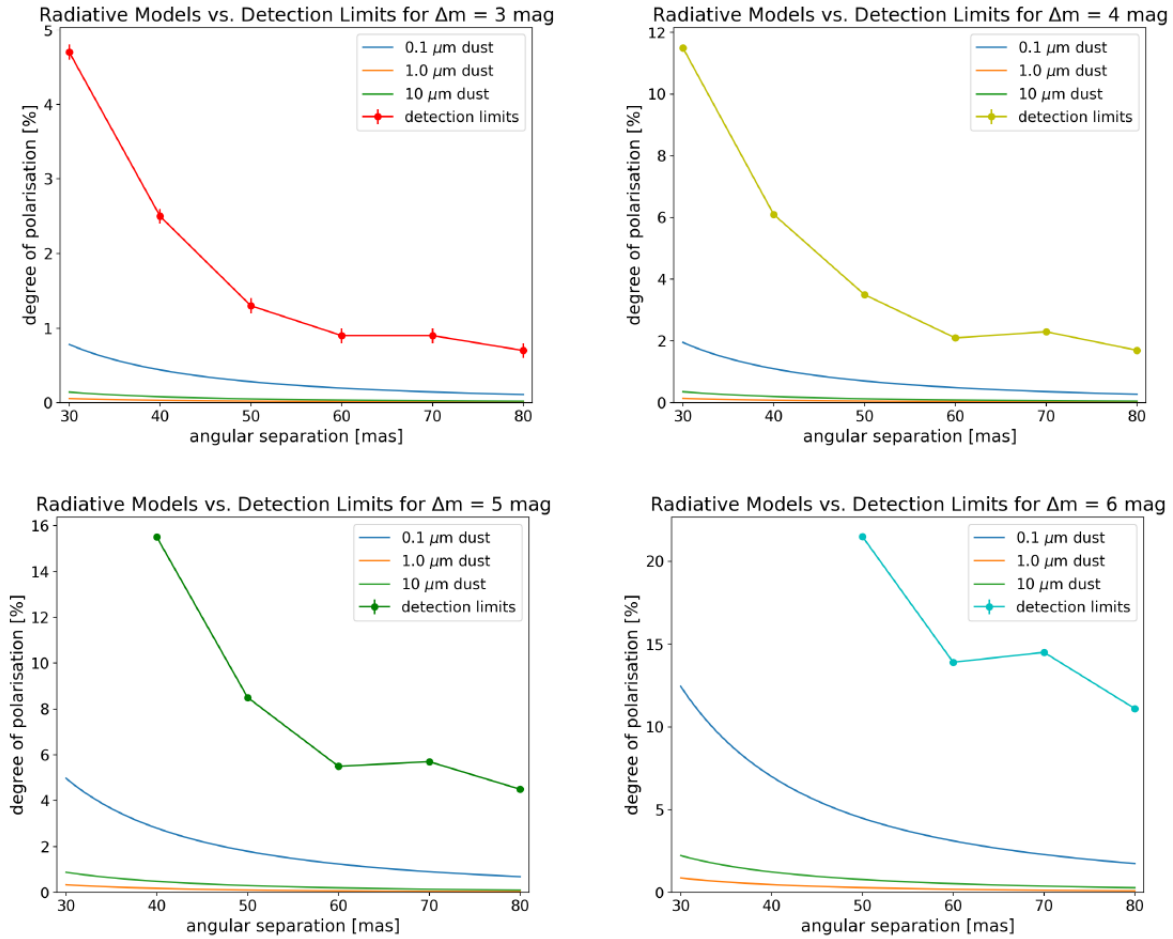 Radiative Models vs. Detection Limits for Δm = 3 mag
5
4
3
2
1
0
degree of polarisation [%]
0.1 μm dust
1.0 μm dust
10 μm dust
detection limits
30 40 50 60 70 80
angular separation [mas]
Radiative Models vs. Detection Limits for Δm = 4 mag
12
10
8
6
4
2
0
degree of polarisation [%]
0.1 μm dust
1.0 μm dust
10 μm dust
detection limits
30 40 50 60 70 80
angular separation [mas]
Radiative Models vs. Detection Limits for Δm = 5 mag
16
14
12
10
8
6
4
2
0
degree of polarisation [%]
0.1 μm dust
1.0 μm dust
10 μm dust
detection limits
30 40 50 60 70 80
angular separation [mas]
Radiative Models vs. Detection Limits for Δm = 6 mag
20
15
10
5
0
degree of polarisation [%]
0.1 μm dust
1.0 μm dust
10 μm dust
detection limits
30 40 50 60 70 80
angular separation [mas]